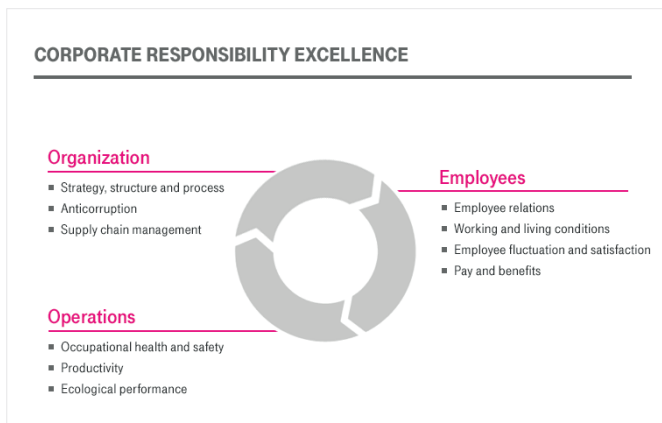 CORPORATE RESPONSIBILITY EXCELLENCE
Organization
Strategy, structure and process
Anticorruption
Supply chain management
Employees
Employee relations
Working and living conditions
Employee fluctuation and satisfaction
Pay and benefits
Operations
Occupational health and safety
Productivity
Ecological performance